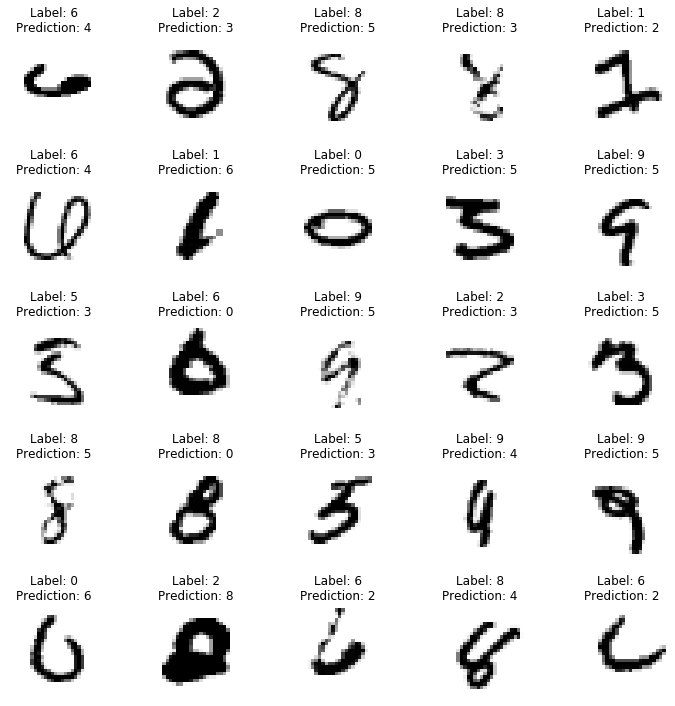 Label: 6 Label: 2 Label: 8 Label: 8 Label: 1
Prediction: 4 Prediction: 3 Prediction: 5 Prediction: 3 Prediction: 2
Label: 6 Label: 1 Label: 0 Label: 3 Label: 9
Prediction: 4 Prediction: 6 Prediction: 5 Prediction: 5 Prediction: 5
Label: 5 Label: 6 Label: 9 Label: 2 Label: 3
Prediction: 3 Prediction: 0 Prediction: 5 Prediction: 3 Prediction: 5
Label: 8 Label: 8 Label: 5 Label: 9 Label: 9
Prediction: 5 Prediction: 0 Prediction: 3 Prediction: 4 Prediction: 5
Label: 0 Label: 2 Label: 6 Label: 8 Label: 6
Prediction: 6 Prediction: 8 Prediction: 2 Prediction: 4 Prediction: 2